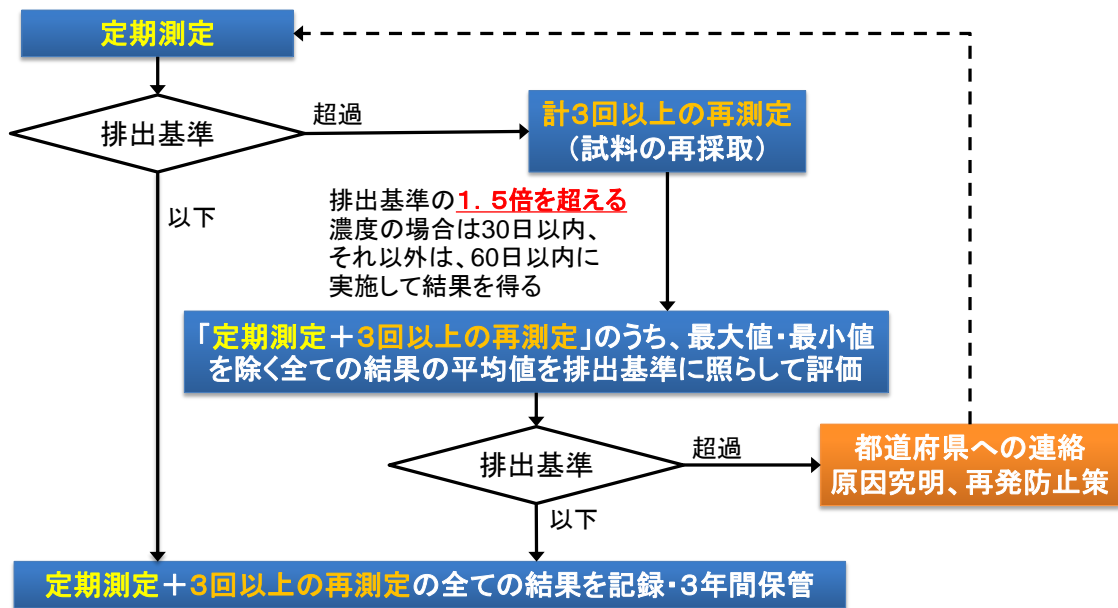 定期測定
排出基準
超過
計3回以上の再測定
(試料の再採取)
以下
排出基準の1.5倍を超える
濃度の場合は30日以内、
それ以外は、60日以内に
実施して結果を得る
「定期測定+3回以上の再測定」のうち、最大値・最小値
を除く全ての結果の平均値を排出基準に照らして評価
排出基準
超過
都道府県への連絡
原因究明、再発防止策
以下
定期測定+3回以上の再測定の全ての結果を記録・3年間保管